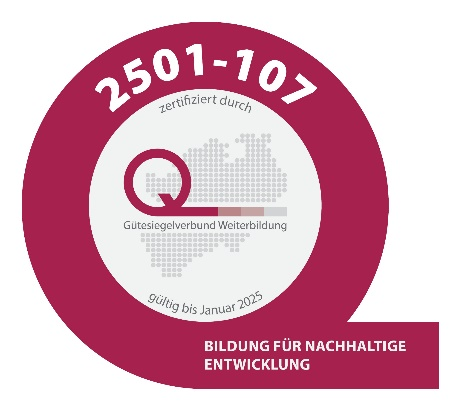 2501-107
zertifiziert durch
Gütesiegelverbund Weiterbildung
gültig bis Januar 2025
BILDUNG FÜR NACHHALTIGE
ENTWICKLUNG